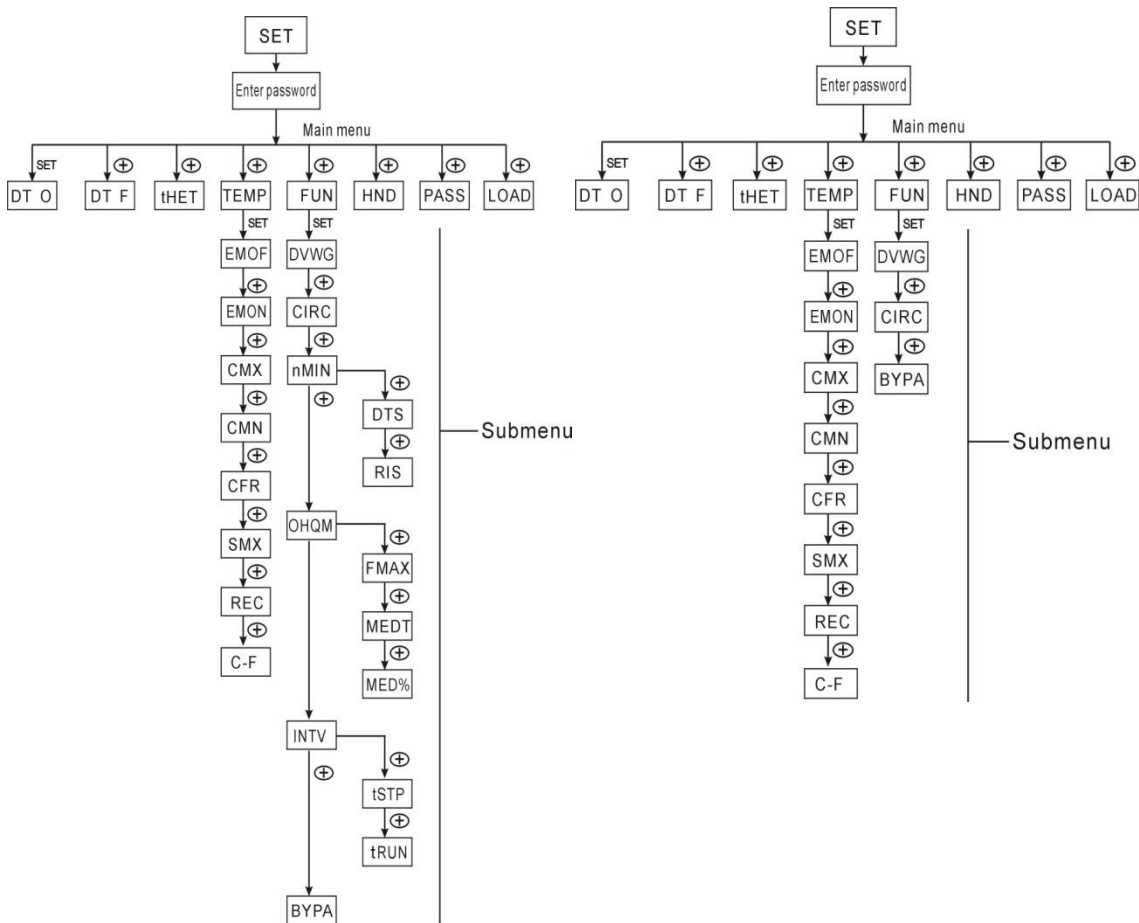 SET
Enter password
Main menu
SET
DT O DT F tHET TEMP FUN HND PASS LOAD
SET SET
EMOF DVWG
EMON CIRC
CMX nMIN
CMN DTS
CFR RIS
SMX OHQM
REC FMAX
C-F MEDT
MED%
INTV
tSTP
tRUN
BYPA
Submenu
SET
Enter password
Main menu
SET
DT O DT F tHET TEMP FUN HND PASS LOAD
SET SET
EMOF DVWG
EMON CIRC
CMX BYPA
CMN
CFR
SMX
REC
C-F
Submenu